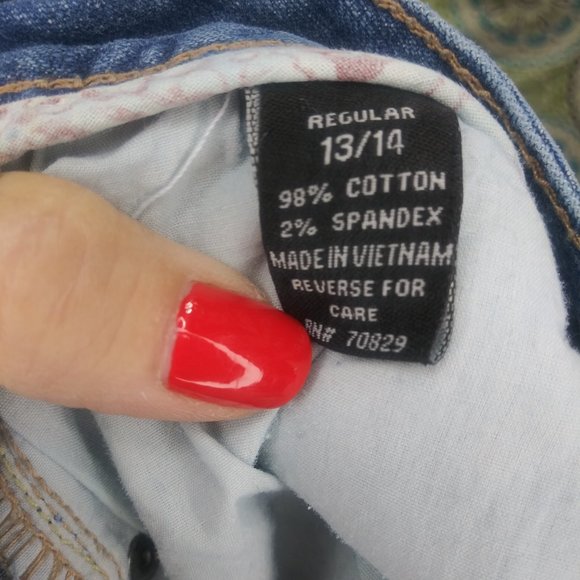 REGULAR
13/14
98% COTTON
2% SPANDEX
MADE IN VIETNAM
REVERSE FOR
CARE
RN# 70829